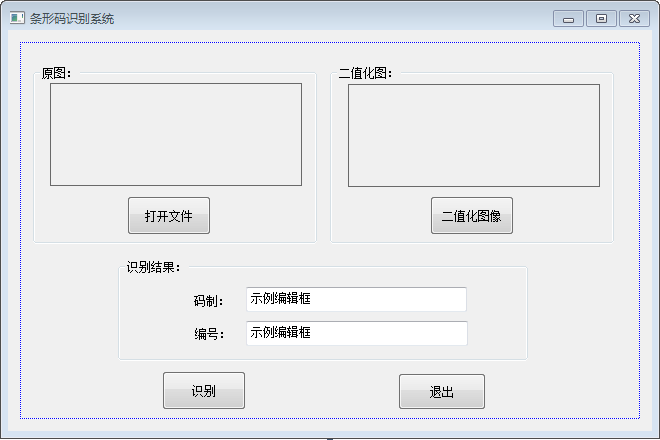 条形码识别系统
原图：
二值化图：
打开文件
二值化图像
识别结果：
码制：
示例编辑框
编号：
示例编辑框
识别
退出